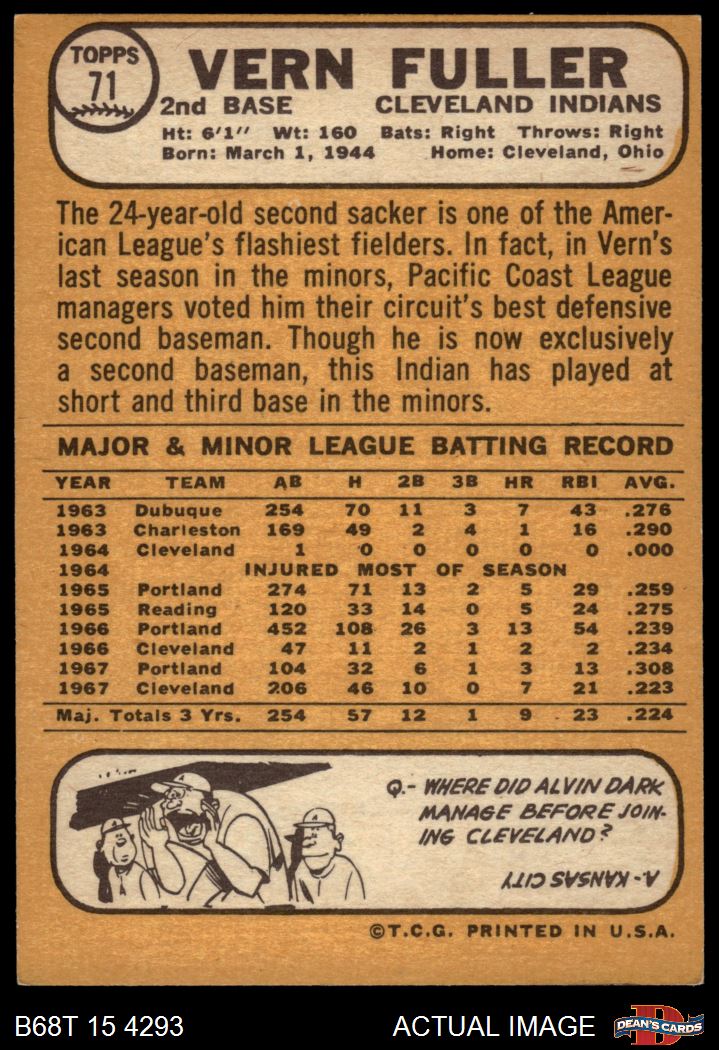 TOPPS
71
VERN FULLER
2nd BASE CLEVELAND INDIANS
Ht: 6'1" Wt: 160 Bats: Right Throws: Right
Born: March 1, 1944 Home: Cleveland, Ohio
The 24-year-old second sacker is one of the Amer-
ican League's flashiest fielders. In fact, in Vern's
last season in the minors, Pacific Coast League
managers voted him their circuit's best defensive
second baseman. Though he is now exclusively
a second baseman, this Indian has played at
short and third base in the minors.
MAJOR & MINOR LEAGUE BATTING RECORD
YEAR TEAM AB H 2B 3B HR RBI AVG.
1963 Dubuque 254 70 11 3 7 43 .276
1963 Charleston 169 49 2 4 1 16 .290
1964 Cleveland 1 0 0 0 0 0 .000
1964 INJURED MOST OF SEASON
1965 Portland 274 71 13 2 5 29 .259
1965 Reading 120 33 14 0 5 24 .275
1966 Portland 452 108 26 3 13 54 .239
1966 Cleveland 47 11 2 1 2 2 .234
1967 Portland 104 32 6 1 3 13 .308
1967 Cleveland 206 46 10 0 7 21 .223
Maj. Totals 3 Yrs. 254 57 12 1 9 23 .224
Q.- WHERE DID ALVIN DARK
MANAGE BEFORE JOIN-
ING CLEVELAND?
A- KANSAS CITY
A
A
A
©T.C.G. PRINTED IN U.S.A.
B68T 15 4293 ACTUAL IMAGE
D
DEAN'S CARDS